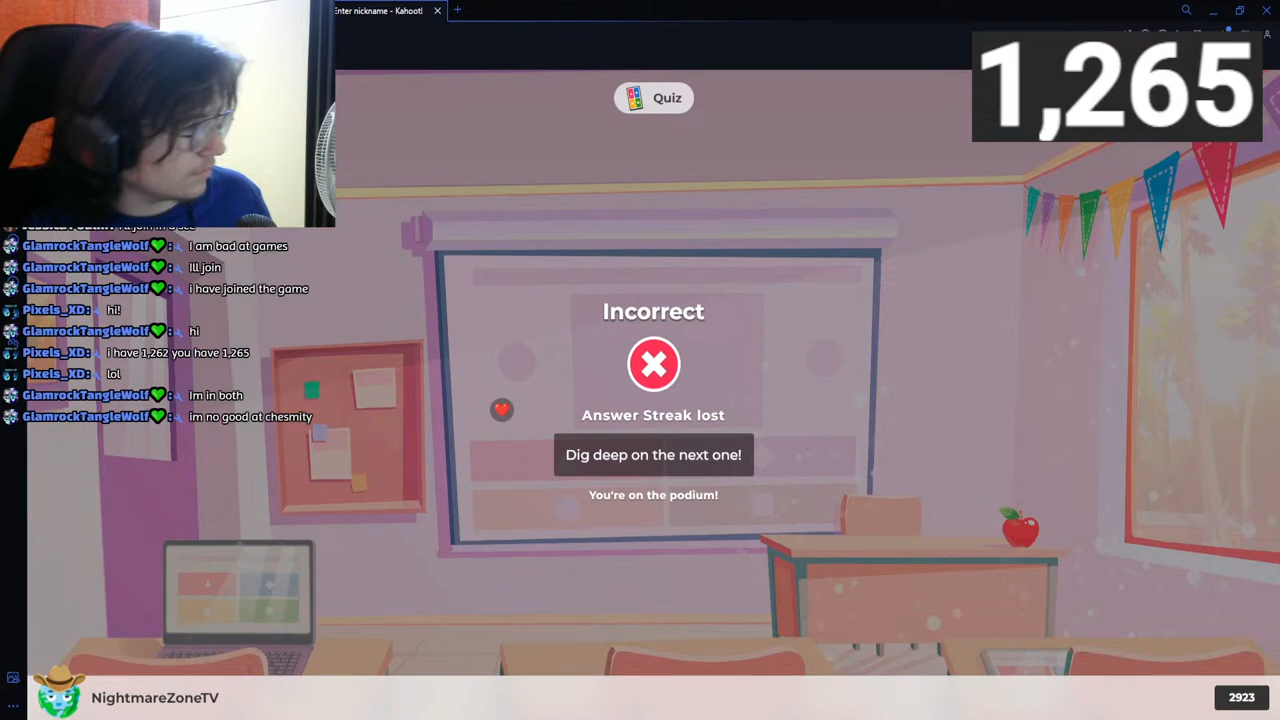 Enter nickname - Kahoot!
1,265
Quiz
GlamrockTangleWolf💚: I am bad at games
GlamrockTangleWolf💚: Ill join
GlamrockTangleWolf💚: i have joined the game
Pixels_XD: hi!
GlamrockTangleWolf💚: hi
Pixels_XD: i have 1,262 you have 1,265
Pixels_XD: lol
GlamrockTangleWolf💚: Im in both
GlamrockTangleWolf💚: im no good at chesmity
Incorrect
Answer Streak lost
Dig deep on the next one!
You're on the podium!
NightmareZoneTV
2923